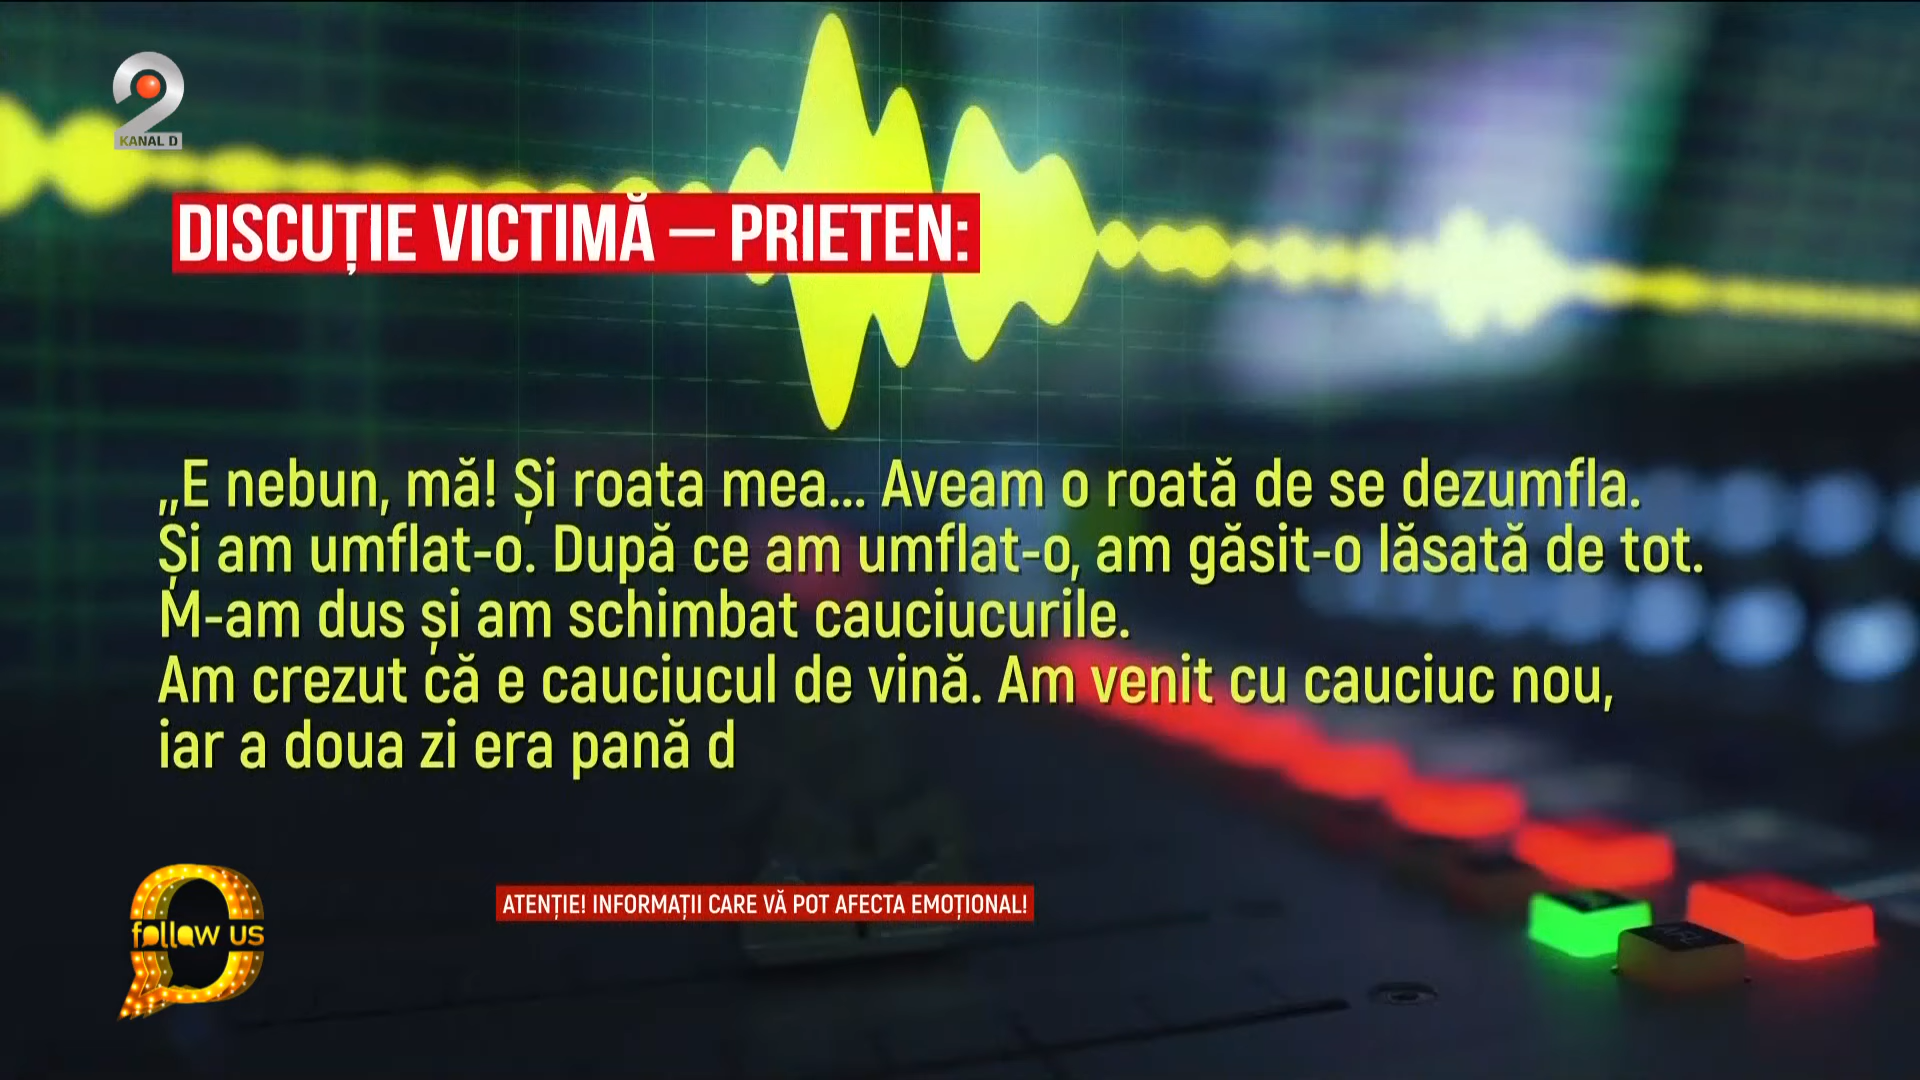 2
KANAL D
DISCUȚIE VICTIMĂ – PRIETEN:
„E nebun, mă! Și roata mea... Aveam o roată de se dezumfla.
Și am umflat-o. După ce am umflat-o, am găsit-o lăsată de tot.
M-am dus și am schimbat cauciucurile.
Am crezut că e cauciucul de vină. Am venit cu cauciuc nou,
iar a doua zi era pană d
follow us
ATENȚIE! INFORMAȚII CARE VĂ POT AFECTA EMOȚIONAL!
AFL